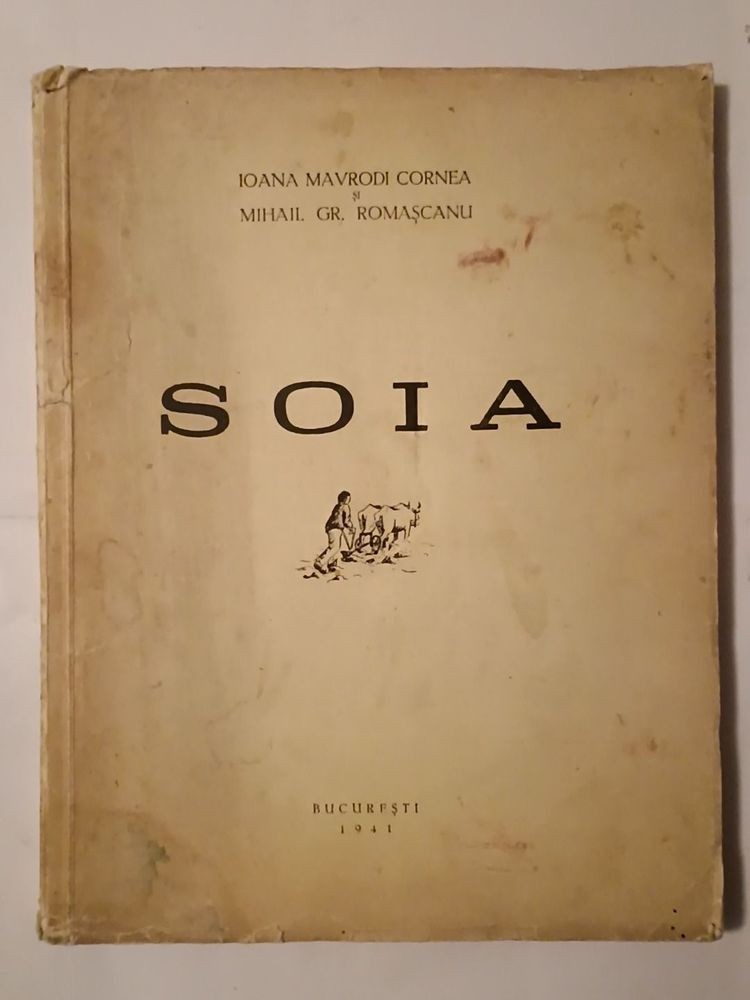 IOANA MAVRODI CORNEA
ȘI
MIHAIL GR. ROMAȘCANU
SOIA
BUCUREȘTI
1941